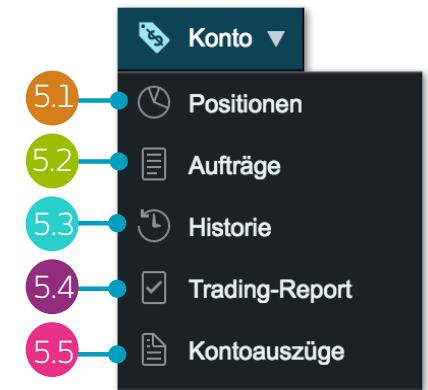 Konto ▼
5.1 Positionen
5.2 Aufträge
5.3 Historie
5.4 Trading-Report
5.5 Kontoauszüge